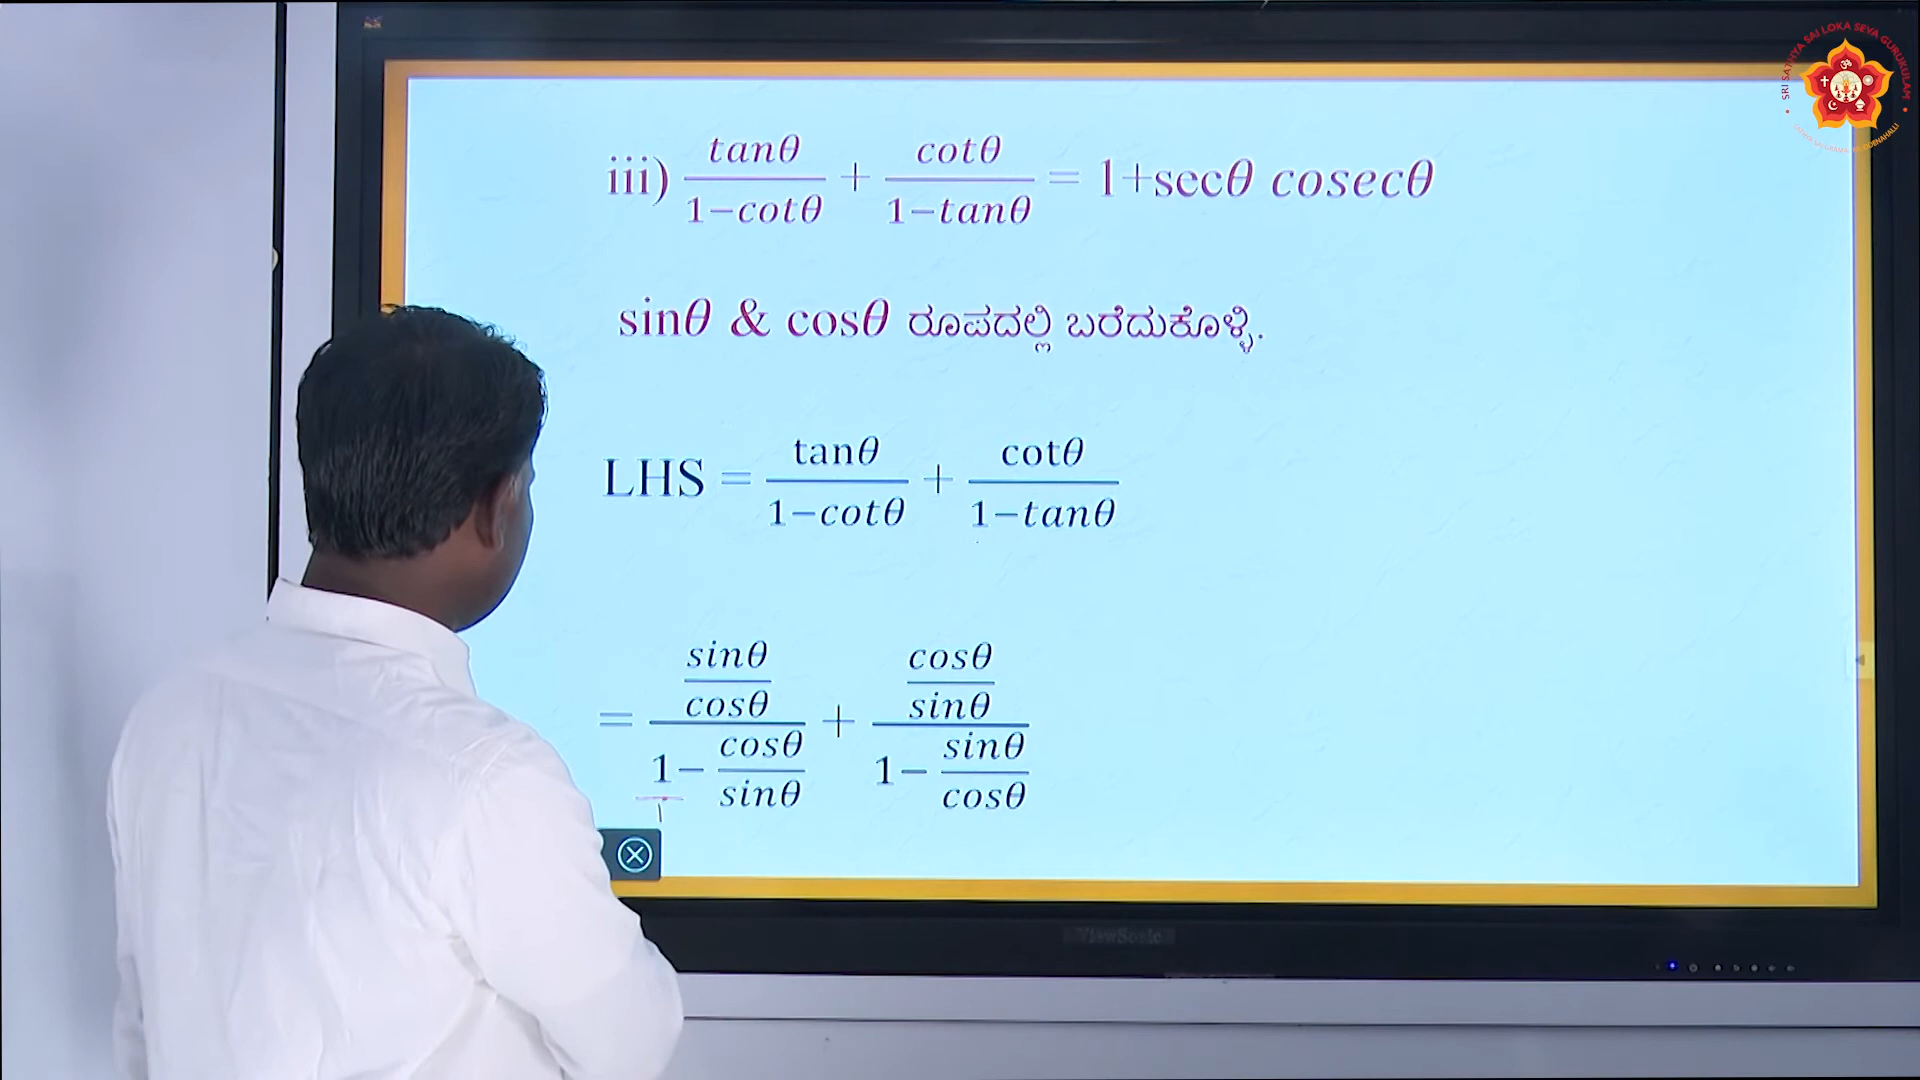 iii) tanθ/1−cotθ + cotθ/1−tanθ = 1+secθ cosecθ
sinθ & cosθ ರೂಪದಲ್ಲಿ ಬರೆದುಕೊಳ್ಳಿ.
LHS = tanθ/1−cotθ + cotθ/1−tanθ
= (sinθ/cosθ)/(1−cosθ/sinθ) + (cosθ/sinθ)/(1−sinθ/cosθ)
ViewSonic
SRI SATHYA SAI LOKA SEVA GURUKULAM